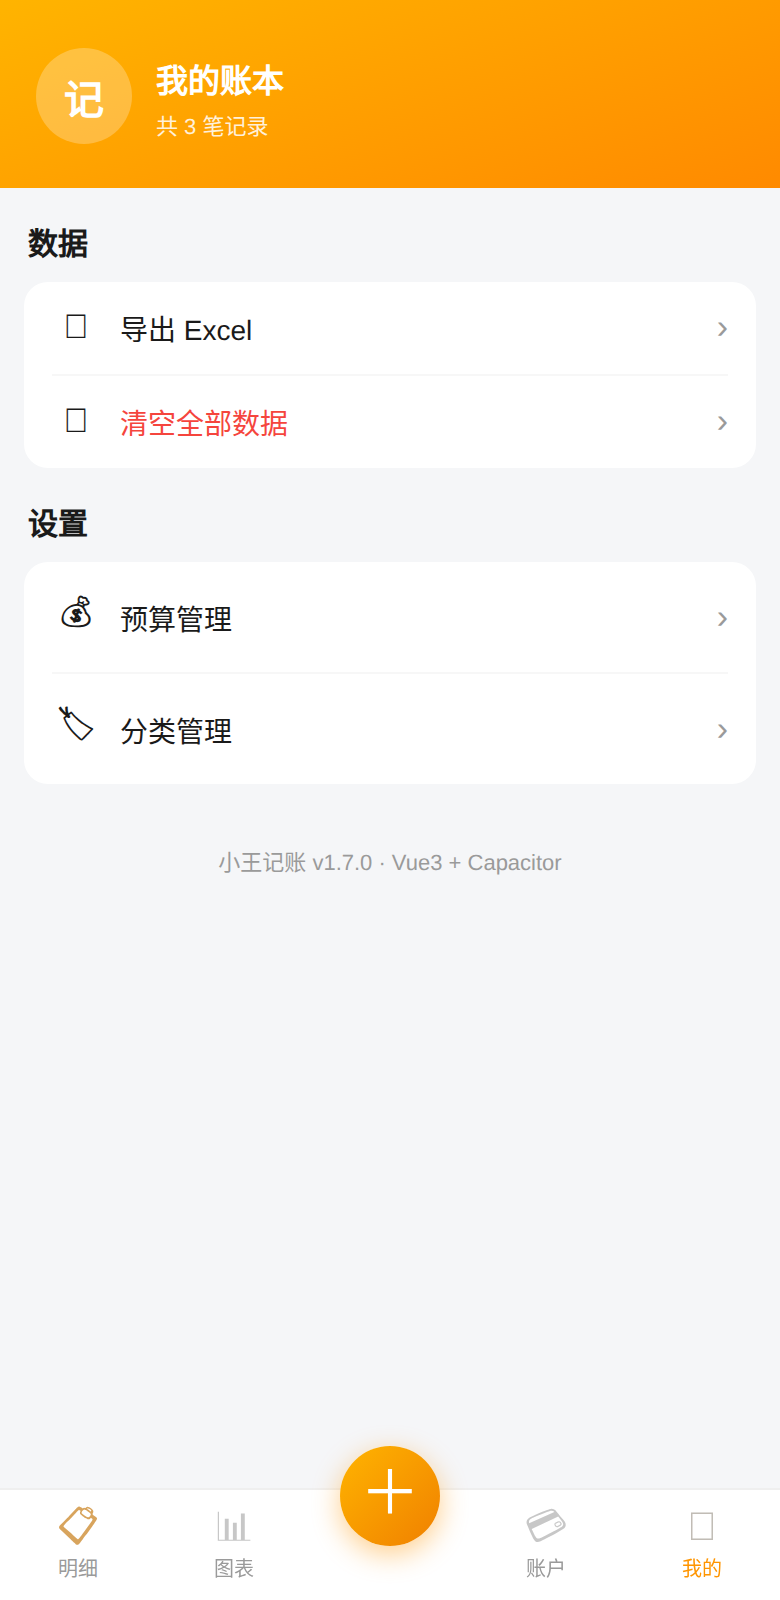 记
我的账本
共 3 笔记录
数据
导出 Excel
清空全部数据
设置
预算管理
分类管理
小王记账 v1.7.0 · Vue3 + Capacitor
明细
图表
账户
我的